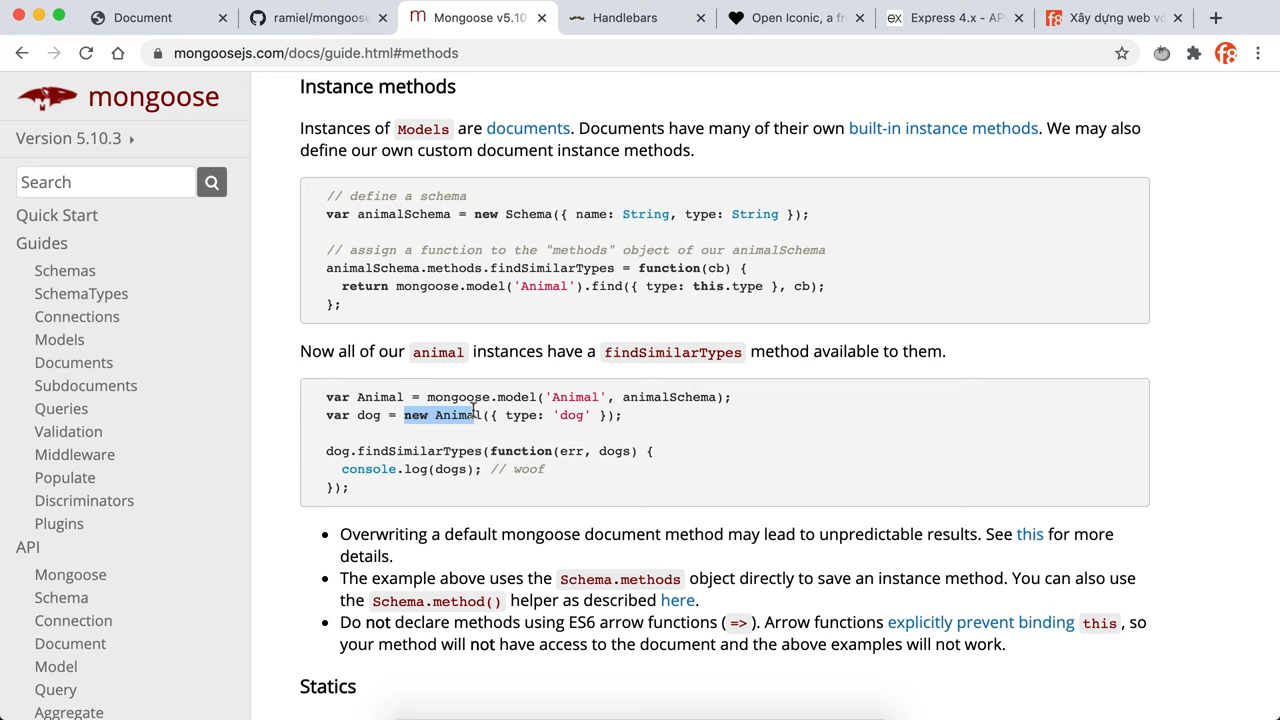 Document
ramiel/mongoose
Mongoose v5.10
Handlebars
Open Iconic, a fr
Express 4.x - AP
Xây dựng web vớ
mongoosejs.com/docs/guide.html#methods
mongoose
Version 5.10.3
Search
Quick Start
Guides
Schemas
SchemaTypes
Connections
Models
Documents
Subdocuments
Queries
Validation
Middleware
Populate
Discriminators
Plugins
API
Mongoose
Schema
Connection
Document
Model
Query
Aggregate
Instance methods
Instances of Models are documents. Documents have many of their own built-in instance methods. We may also
define our own custom document instance methods.
// define a schema
var animalSchema = new Schema({ name: String, type: String });
// assign a function to the "methods" object of our animalSchema
animalSchema.methods.findSimilarTypes = function(cb) {
return mongoose.model('Animal').find({ type: this.type }, cb);
};
Now all of our animal instances have a findSimilarTypes method available to them.
var Animal = mongoose.model('Animal', animalSchema);
var dog = new Animal({ type: 'dog' });
dog.findSimilarTypes(function(err, dogs) {
console.log(dogs); // woof
});
• Overwriting a default mongoose document method may lead to unpredictable results. See this for more
details.
• The example above uses the Schema.methods object directly to save an instance method. You can also use
the Schema.method() helper as described here.
• Do not declare methods using ES6 arrow functions (=>). Arrow functions explicitly prevent binding this, so
your method will not have access to the document and the above examples will not work.
Statics